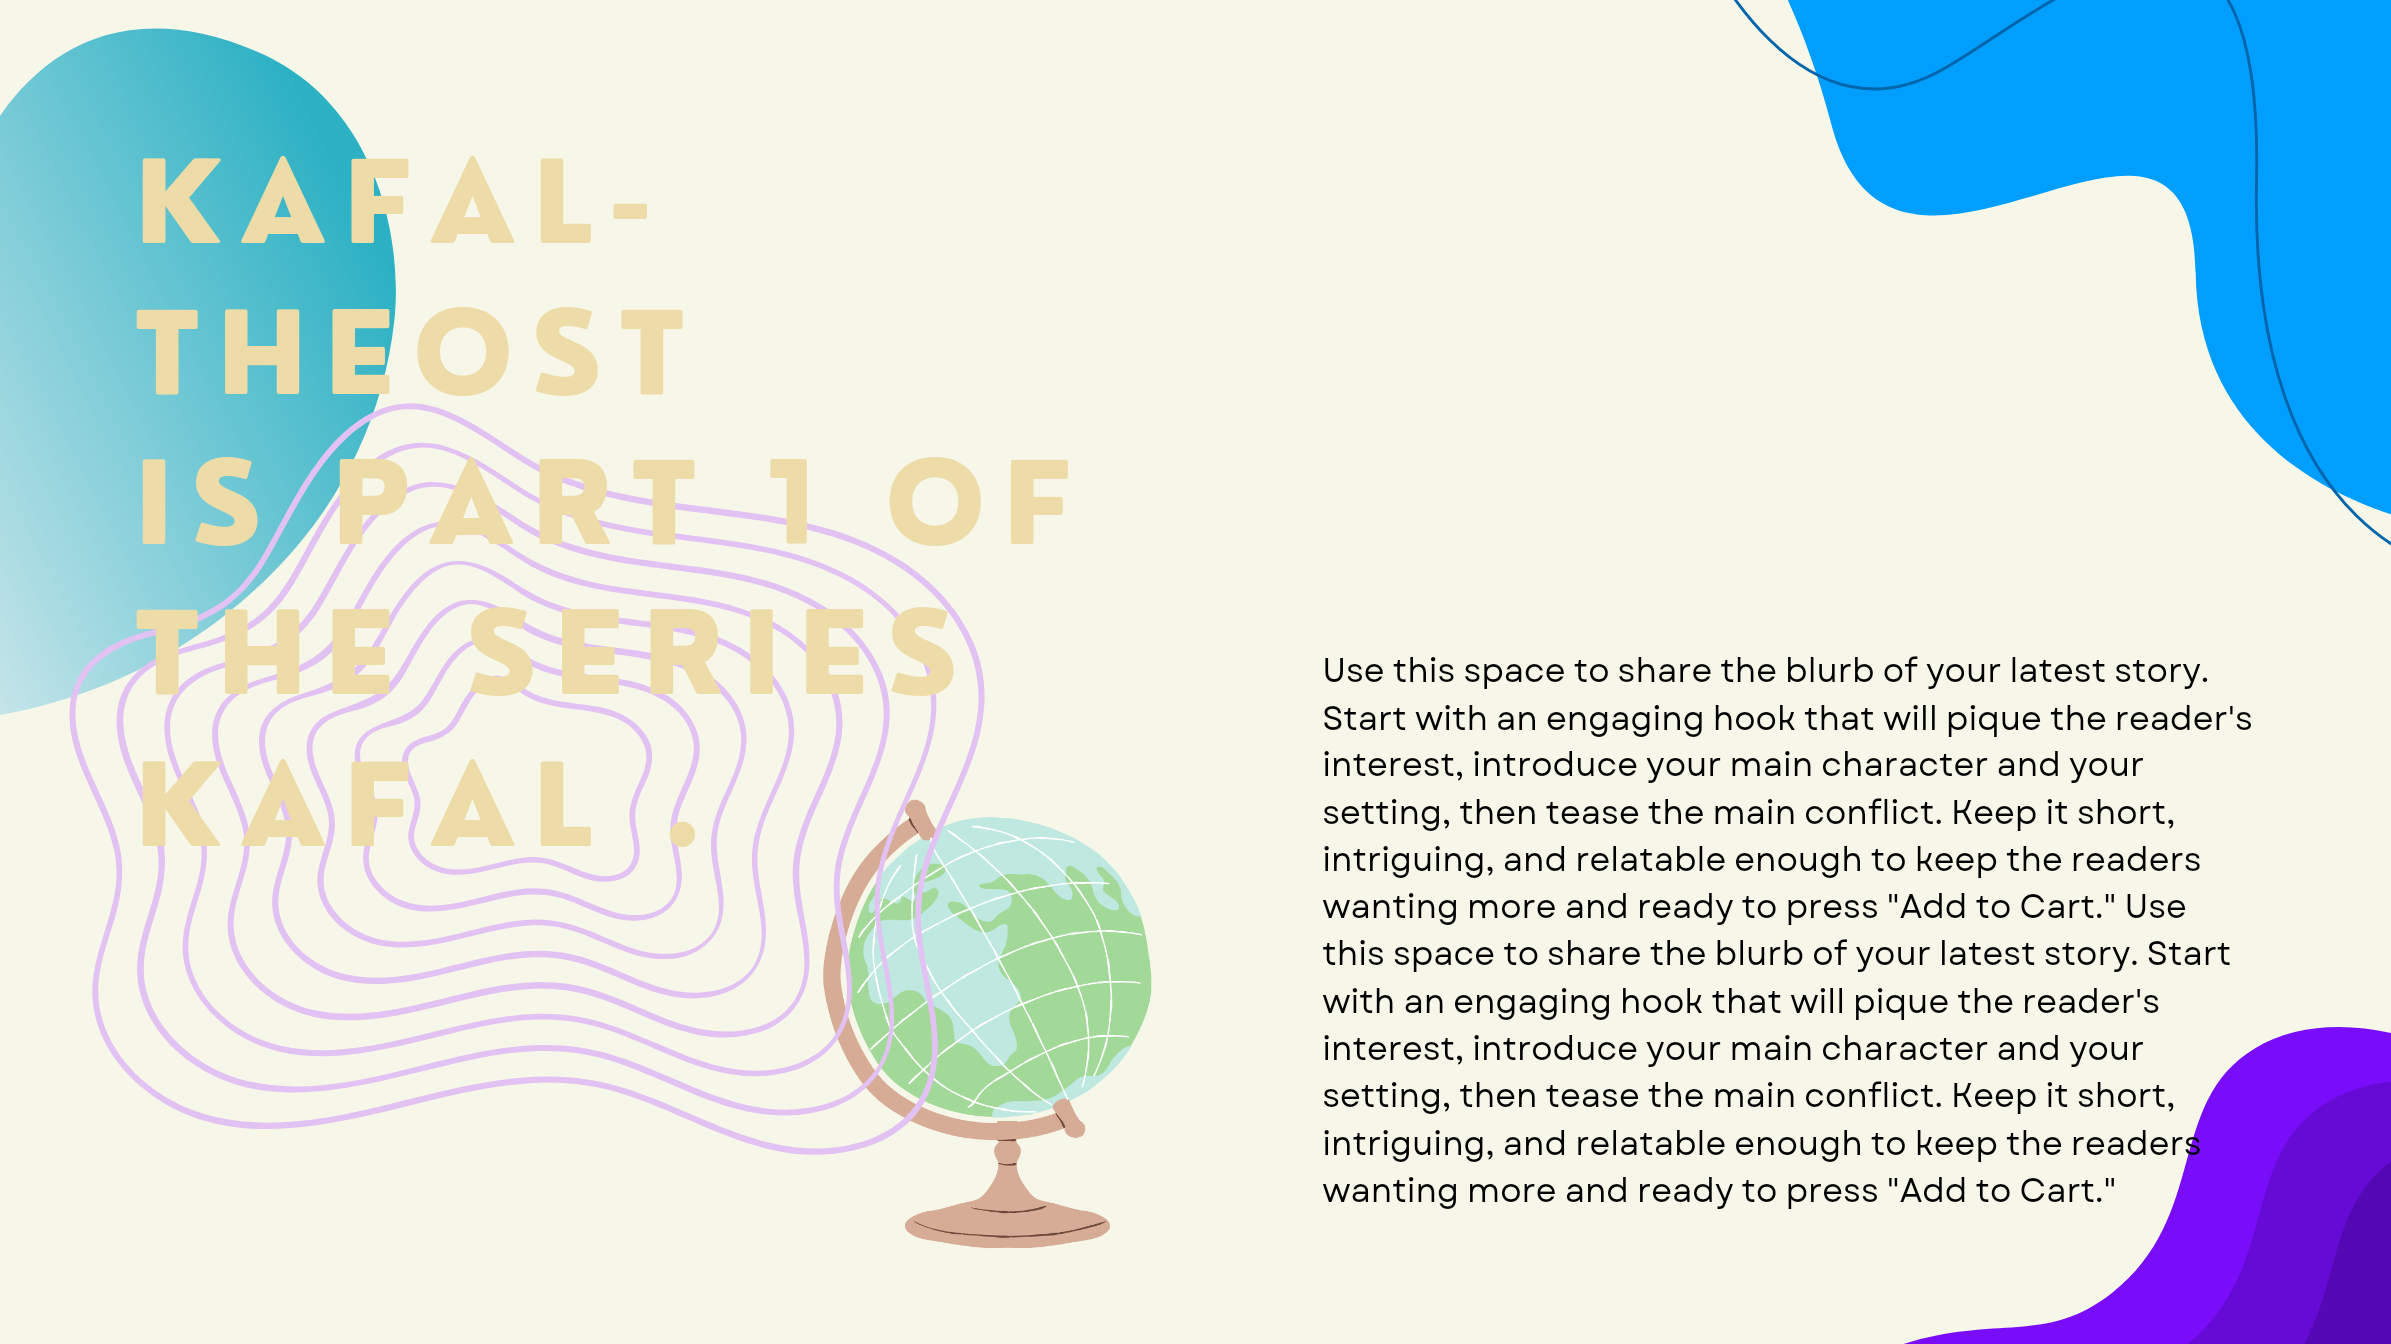 KAFAL-
THEOST
IS PART 1 OF
THE SERIES
KAFAL .
Use this space to share the blurb of your latest story.
Start with an engaging hook that will pique the reader's
interest, introduce your main character and your
setting, then tease the main conflict. Keep it short,
intriguing, and relatable enough to keep the readers
wanting more and ready to press "Add to Cart." Use
this space to share the blurb of your latest story. Start
with an engaging hook that will pique the reader's
interest, introduce your main character and your
setting, then tease the main conflict. Keep it short,
intriguing, and relatable enough to keep the readers
wanting more and ready to press "Add to Cart."